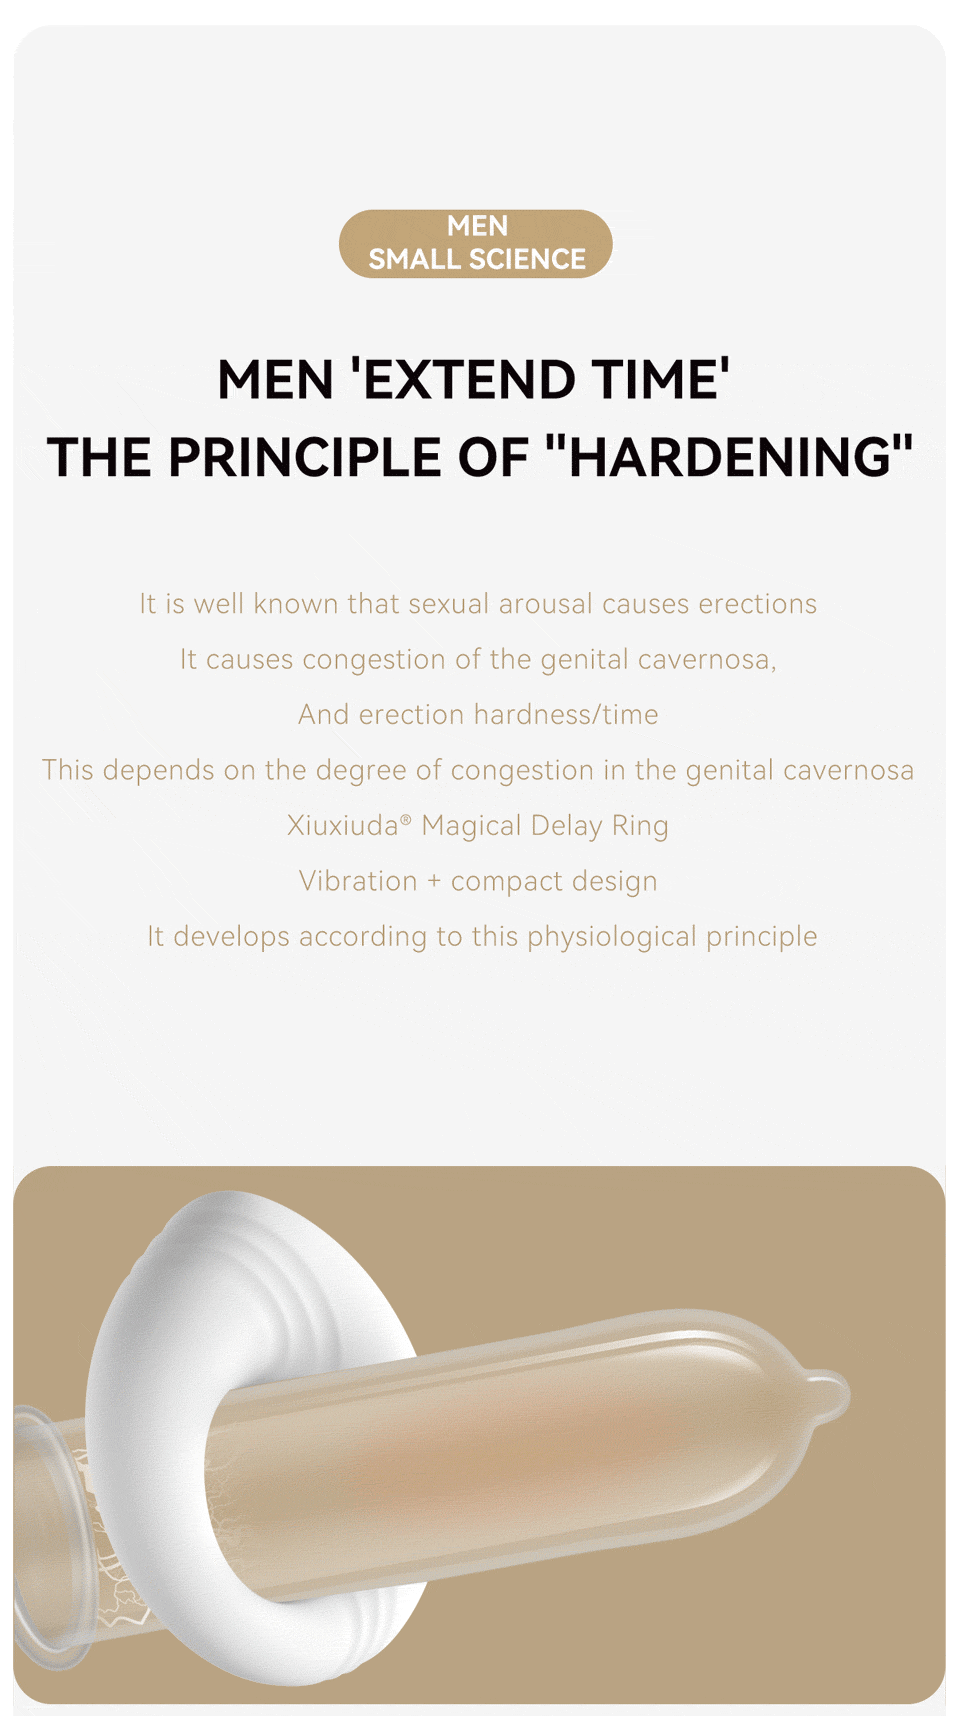 MEN
SMALL SCIENCE
MEN 'EXTEND TIME'
THE PRINCIPLE OF "HARDENING"
It is well known that sexual arousal causes erections
It causes congestion of the genital cavernosa,
And erection hardness/time
This depends on the degree of congestion in the genital cavernosa
Xiuxiuda® Magical Delay Ring
Vibration + compact design
It develops according to this physiological principle